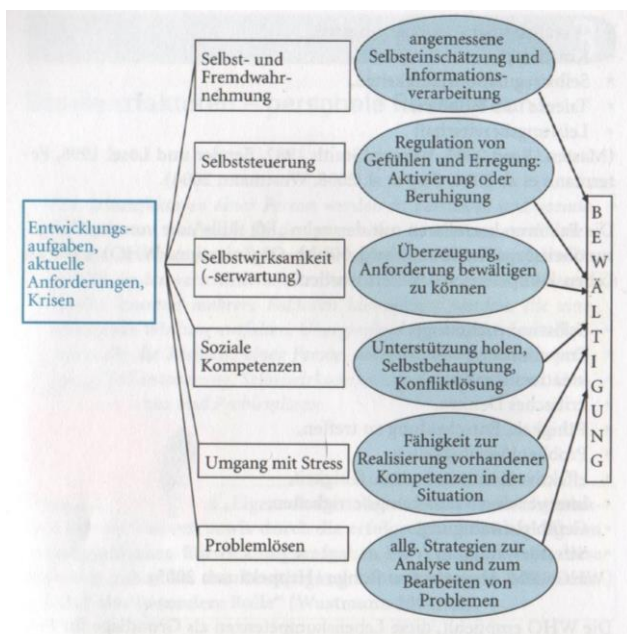 Entwicklungs-
aufgaben,
aktuelle
Anforderungen,
Krisen
Selbst- und
Fremdwahr-
nehmung
angemessene
Selbsteinschätzung und
Informations-
verarbeitung
Selbststeuerung
Regulation von
Gefühlen und Erregung:
Aktivierung oder
Beruhigung
Selbstwirksamkeit
(-serwartung)
Überzeugung,
Anforderung bewältigen
zu können
Soziale
Kompetenzen
Unterstützung holen,
Selbstbehauptung,
Konfliktlösung
Umgang mit Stress
Fähigkeit zur
Realisierung vorhandener
Kompetenzen in der
Situation
Problemlösen
allg. Strategien zur
Analyse und zum
Bearbeiten von
Problemen
B
E
W
Ä
L
T
I
G
U
N
G